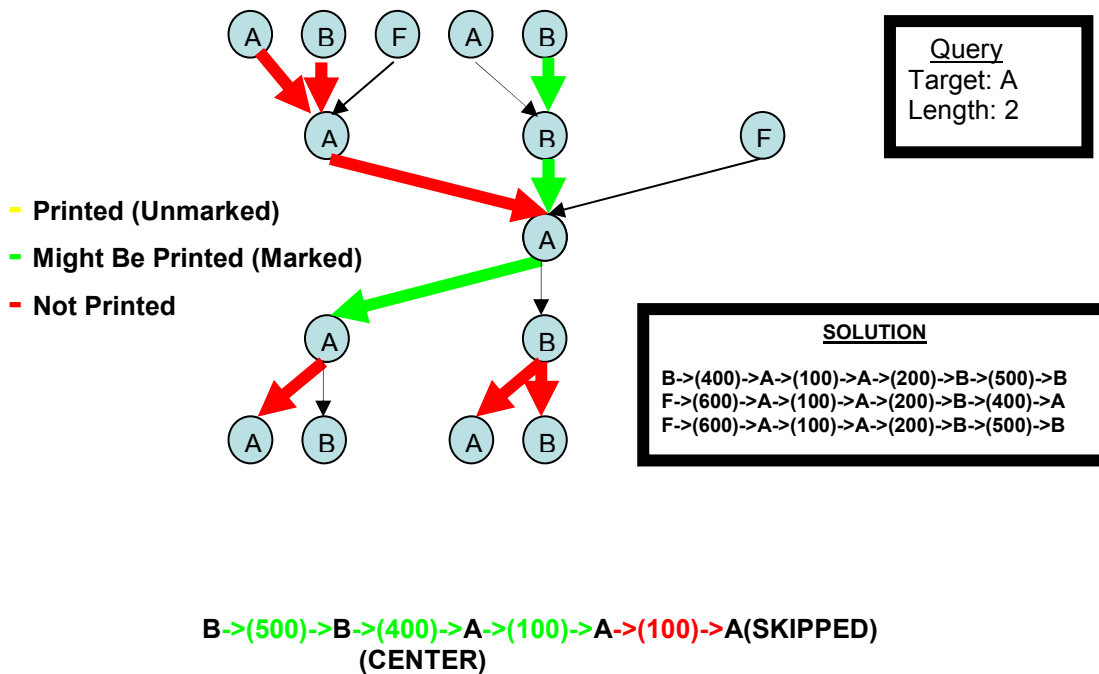 A B F A B
Query
Target: A
Length: 2
A B F
- Printed (Unmarked)
A
- Might Be Printed (Marked)
- Not Printed
A B
SOLUTION
B->(400)->A->(100)->A->(200)->B->(500)->B
F->(600)->A->(100)->A->(200)->B->(400)->A
F->(600)->A->(100)->A->(200)->B->(500)->B
A B A B
B->(500)->B->(400)->A->(100)->A->(100)->A(SKIPPED)
(CENTER)